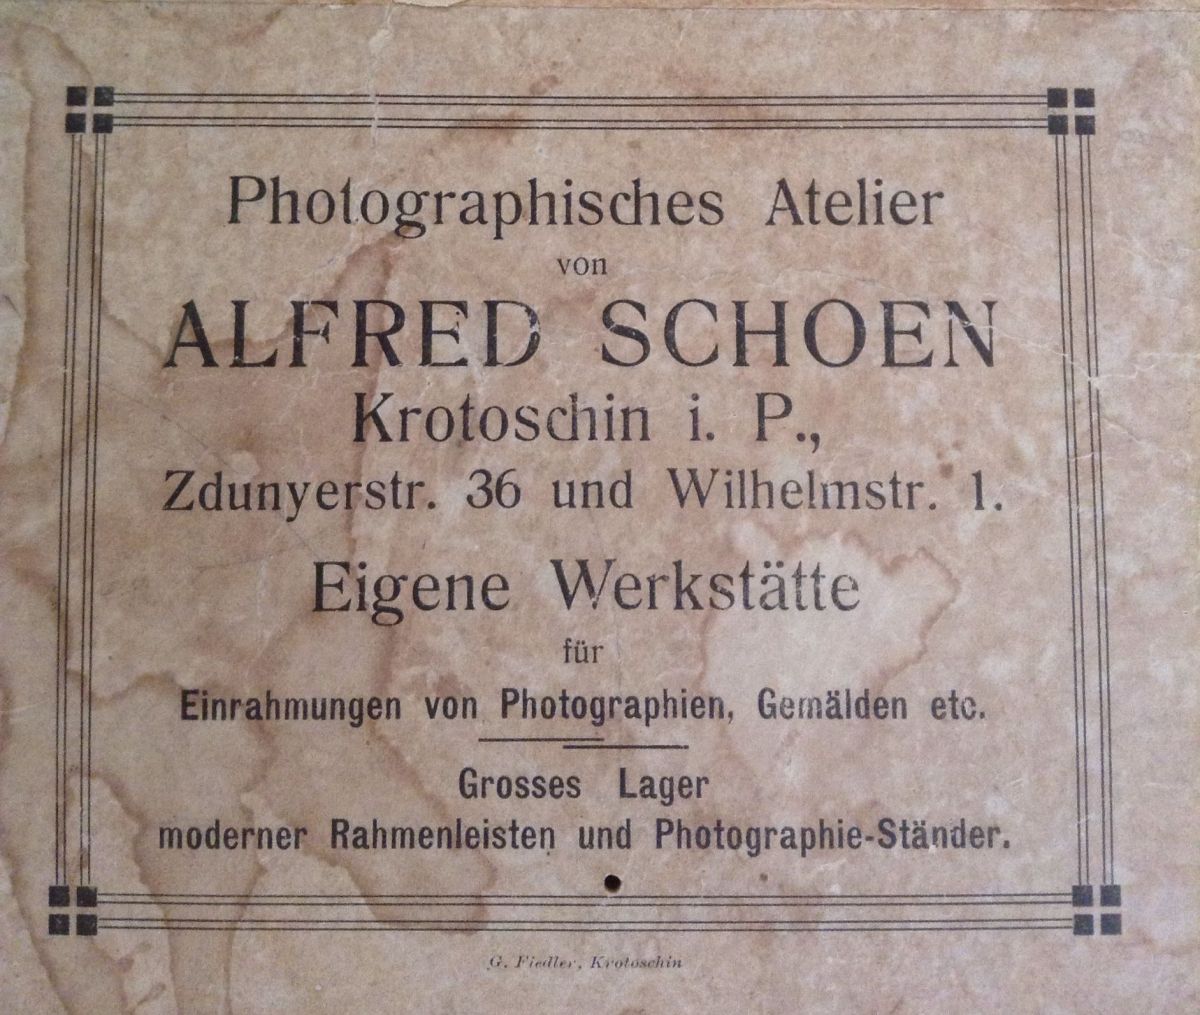 Photographisches Atelier
von
ALFRED SCHOEN
Krotoschin i. P.,
Zdunyerstr. 36 und Wilhelmstr. 1.
Eigene Werkstätte
für
Einrahmungen von Photographien, Gemälden etc.
Grosses Lager
moderner Rahmenleisten und Photographie-Ständer.
G. Fiedler, Krotoschin